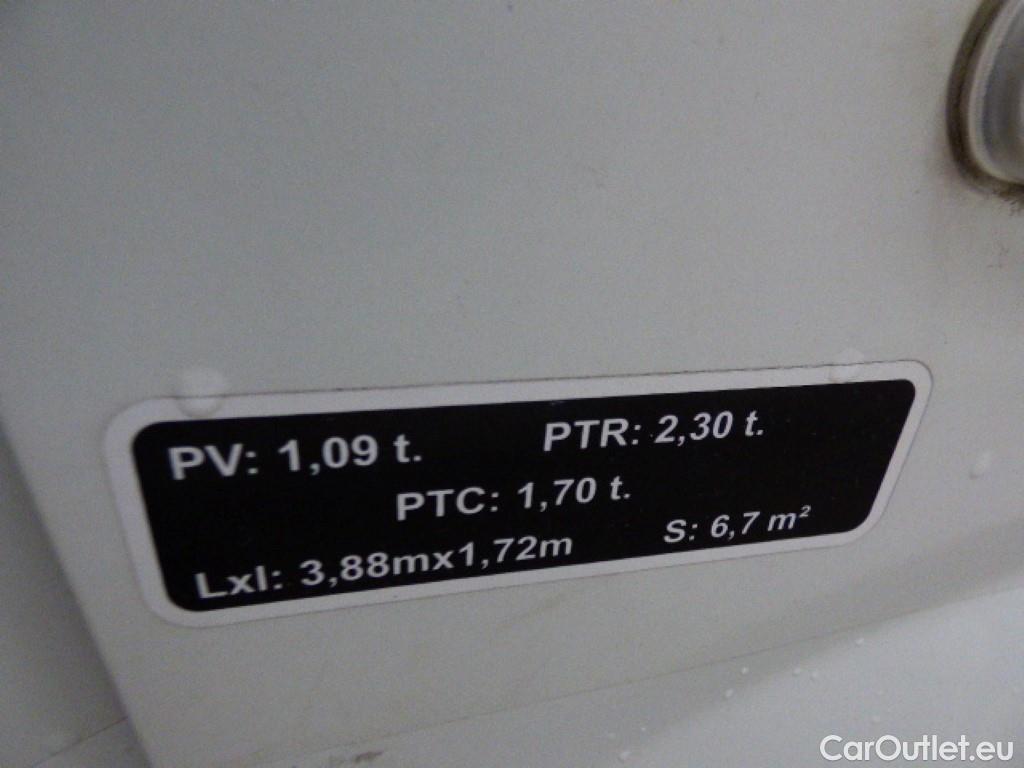 PV: 1,09 t. PTR: 2,30 t.
PTC: 1,70 t.
Lxl: 3,88mx1,72m S: 6,7 m²
CarOutlet.eu